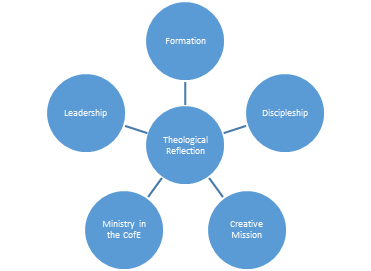 Formation
Leadership
Discipleship
Theological
Reflection
Ministry in
the CofE
Creative
Mission